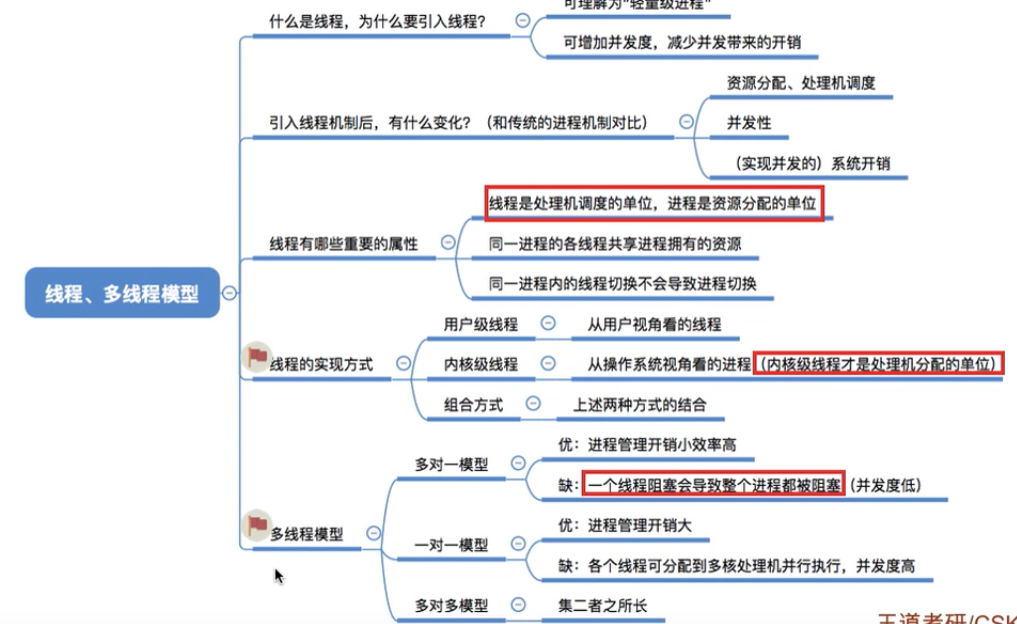 什么是线程，为什么要引入线程？
可理解为“轻量级进程”
可增加并发度，减少并发带来的开销
引入线程机制后，有什么变化？（和传统的进程机制对比）
资源分配、处理机调度
并发性
（实现并发的）系统开销
线程、多线程模型
线程有哪些重要的属性
线程是处理机调度的单位，进程是资源分配的单位
同一进程的各线程共享进程拥有的资源
同一进程内的线程切换不会导致进程切换
线程的实现方式
用户级线程
从用户视角看的线程
内核级线程
从操作系统视角看的进程（内核级线程才是处理机分配的单位）
组合方式
上述两种方式的结合
多线程模型
多对一模型
优：进程管理开销小效率高
缺：一个线程阻塞会导致整个进程都被阻塞（并发度低）
一对一模型
优：进程管理开销大
缺：各个线程可分配到多核处理机并行执行，并发度高
多对多模型
集二者之所长
王道考研/CSK